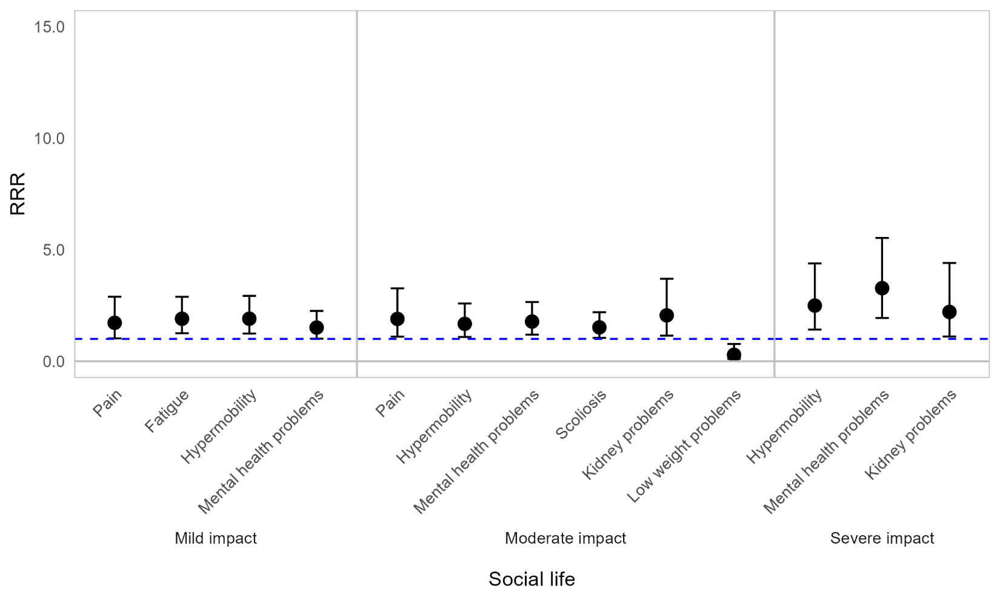 15.0
10.0
5.0
0.0
RRR
Pain
Fatigue
Hypermobility
Mental health problems
Pain
Hypermobility
Mental health problems
Scoliosis
Kidney problems
Low weight problems
Hypermobility
Mental health problems
Kidney problems
Mild impact
Moderate impact
Severe impact
Social life